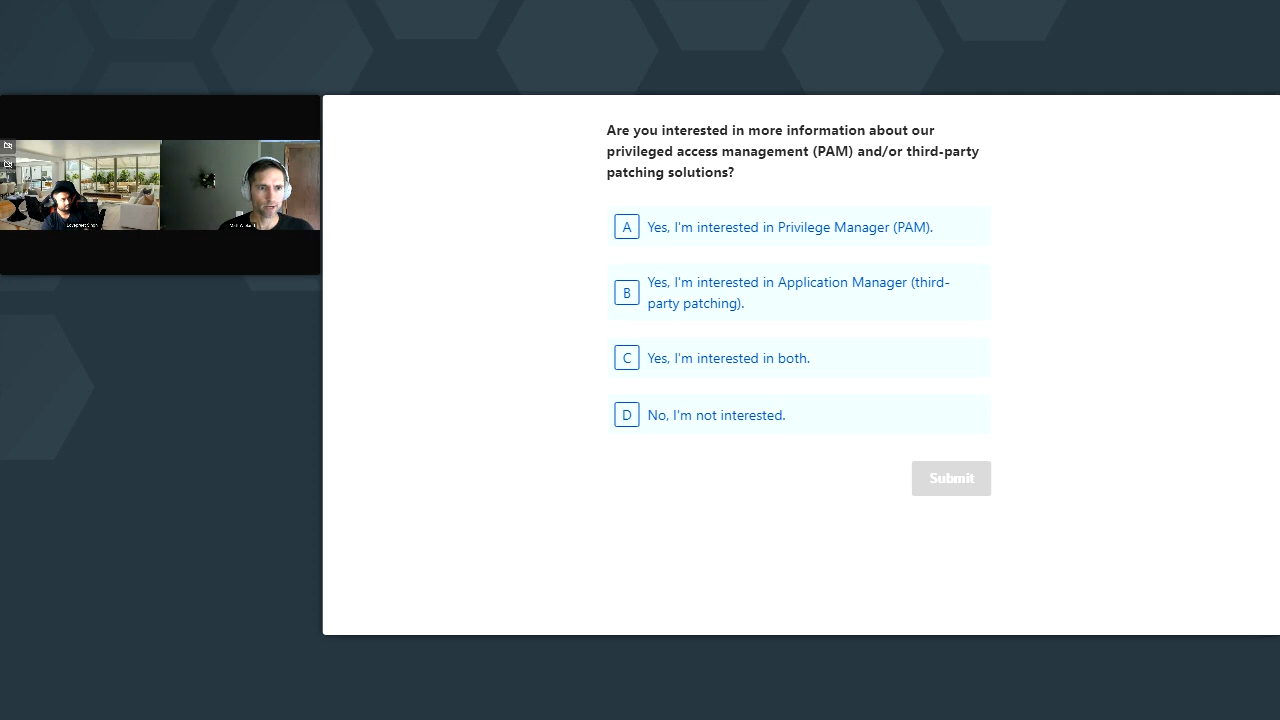 Are you interested in more information about our
privileged access management (PAM) and/or third-party
patching solutions?
A Yes, I'm interested in Privilege Manager (PAM).
B Yes, I'm interested in Application Manager (third-
party patching).
C Yes, I'm interested in both.
D No, I'm not interested.
Submit